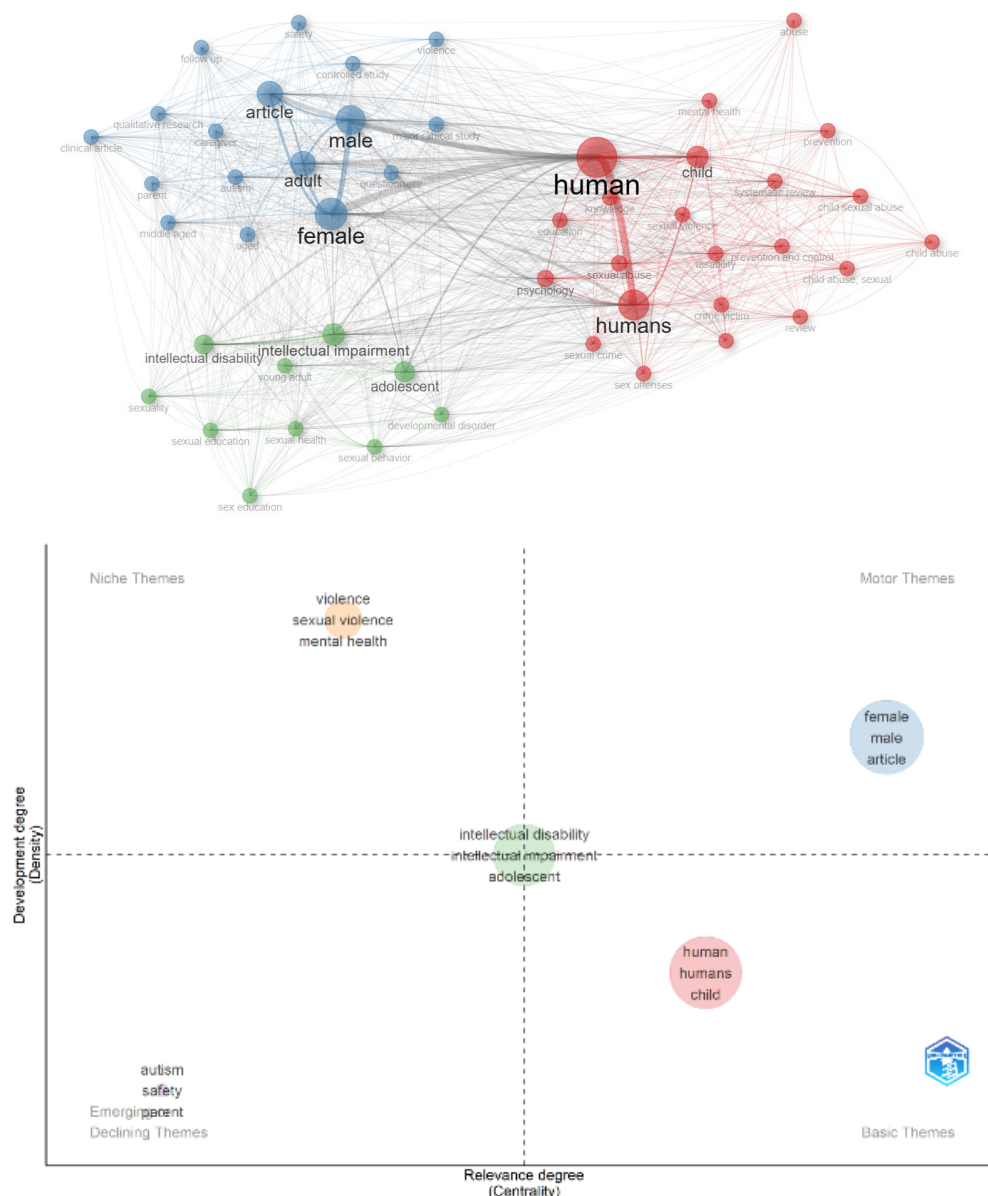 safety
abuse
violence
follow up
controlled study
article
mental health
qualitative research
male
major clinical study
prevention
clinical article
caregiver
human
child
adult
questionnaire
systematic review
parent
autism
knowledge
child sexual abuse
female
education
sexual violence
middle aged
aged
child abuse
disability
prevention and control
sexual abuse
psychology
child abuse, sexual
humans
crime victim
review
intellectual disability
intellectual impairment
sexual crime
young adult
adolescent
sex offenses
sexuality
developmental disorder
sexual education
sexual health
sexual behavior
sex education
Niche Themes
Motor Themes
violence
sexual violence
mental health
female
male
article
Development degree
(Density)
intellectual disability
intellectual impairment
adolescent
human
humans
child
autism
safety
parent
Emerging or
Declining Themes
Basic Themes
Relevance degree
(Centrality)